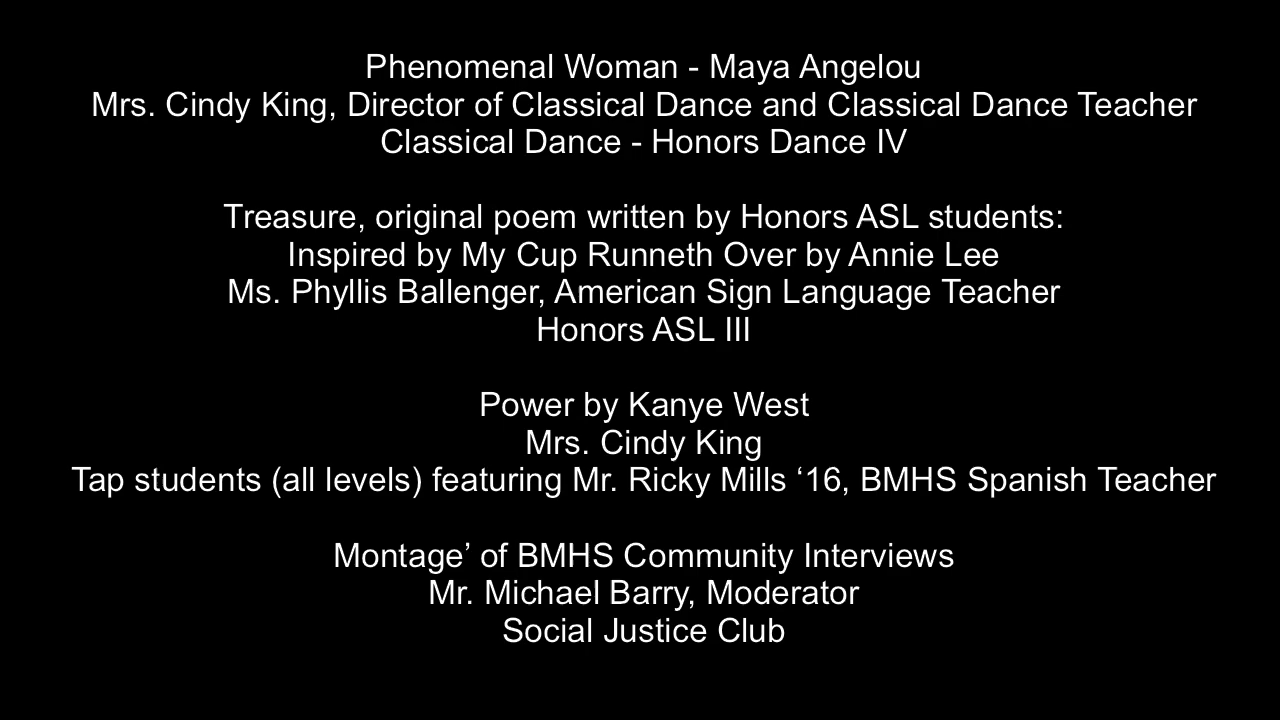 Phenomenal Woman - Maya Angelou
Mrs. Cindy King, Director of Classical Dance and Classical Dance Teacher
Classical Dance - Honors Dance IV
Treasure, original poem written by Honors ASL students:
Inspired by My Cup Runneth Over by Annie Lee
Ms. Phyllis Ballenger, American Sign Language Teacher
Honors ASL III
Power by Kanye West
Mrs. Cindy King
Tap students (all levels) featuring Mr. Ricky Mills ‘16, BMHS Spanish Teacher
Montage’ of BMHS Community Interviews
Mr. Michael Barry, Moderator
Social Justice Club